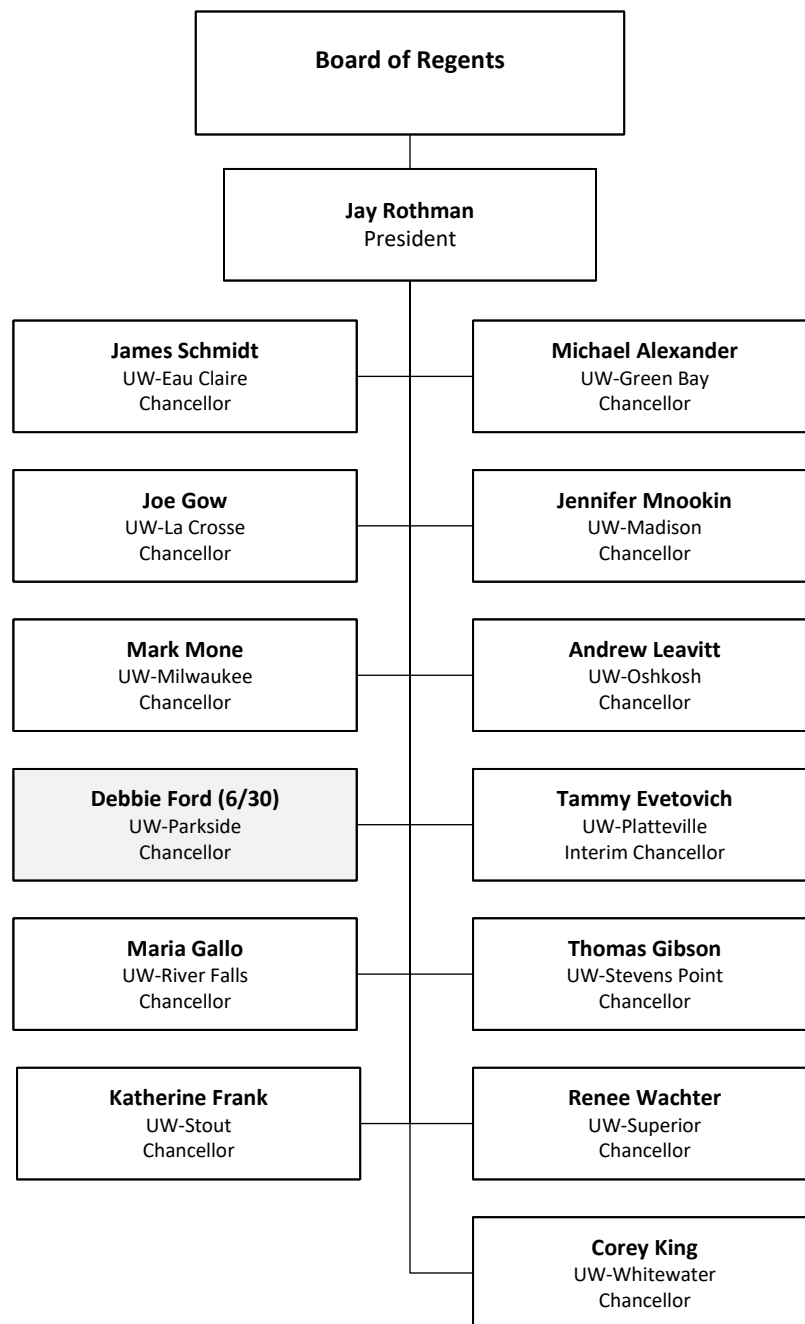 Board of Regents
Jay Rothman
President
James Schmidt
UW-Eau Claire
Chancellor
Michael Alexander
UW-Green Bay
Chancellor
Joe Gow
UW-La Crosse
Chancellor
Jennifer Mnookin
UW-Madison
Chancellor
Mark Mone
UW-Milwaukee
Chancellor
Andrew Leavitt
UW-Oshkosh
Chancellor
Debbie Ford (6/30)
UW-Parkside
Chancellor
Tammy Evetovich
UW-Platteville
Interim Chancellor
Maria Gallo
UW-River Falls
Chancellor
Thomas Gibson
UW-Stevens Point
Chancellor
Katherine Frank
UW-Stout
Chancellor
Renee Wachter
UW-Superior
Chancellor
Corey King
UW-Whitewater
Chancellor